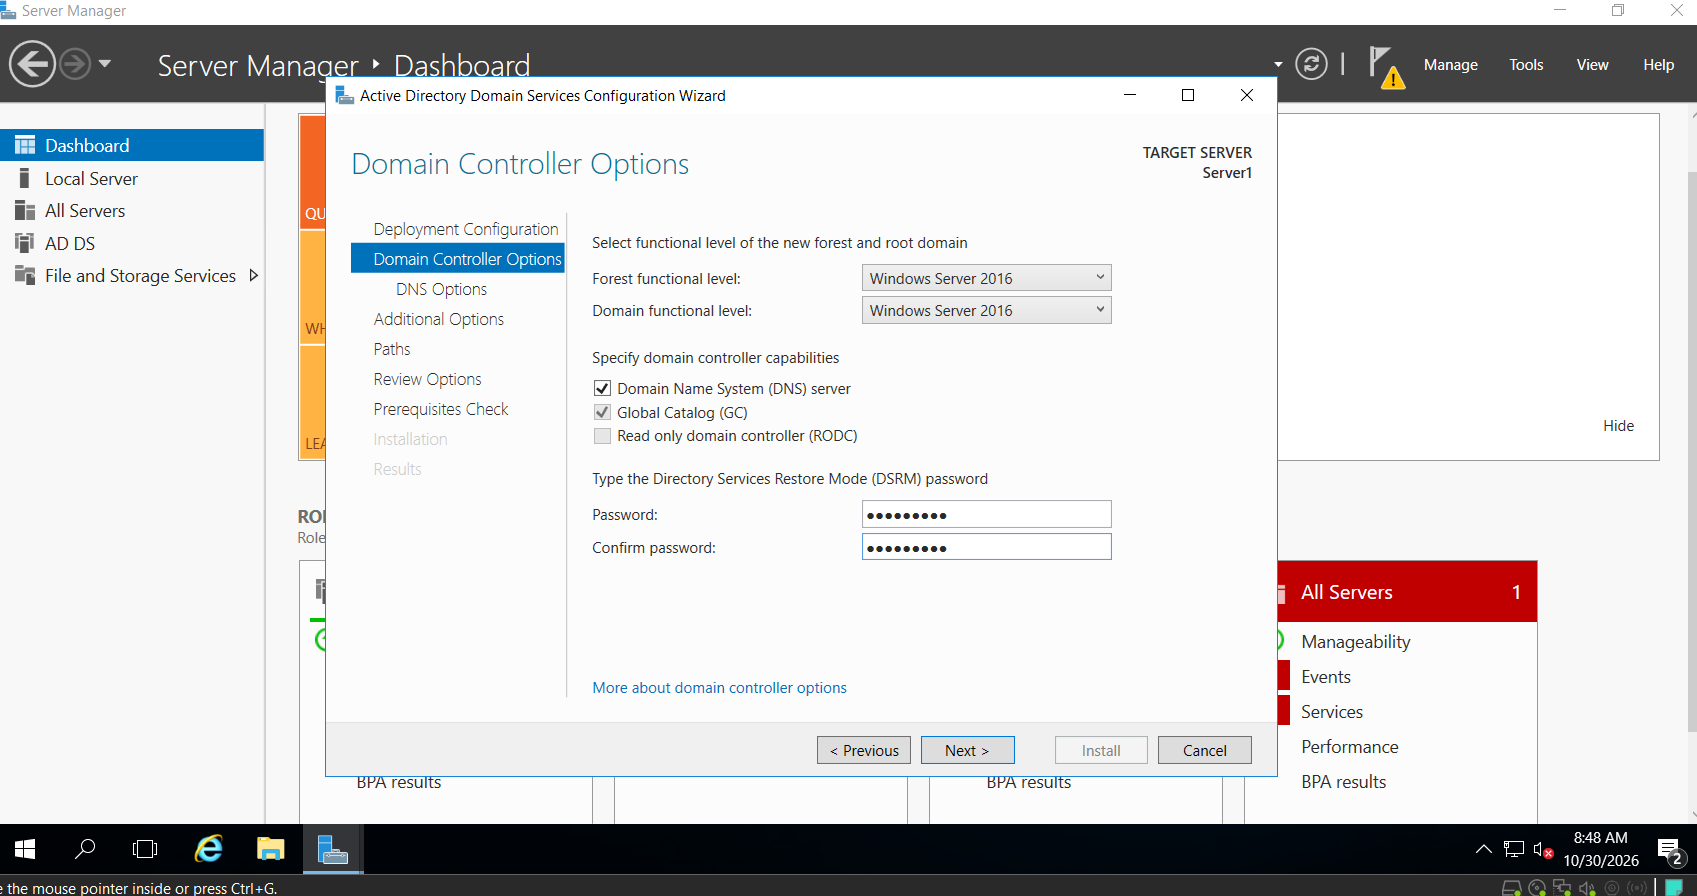 Server Manager
Server Manager Dashboard
Manage Tools View Help
Active Directory Domain Services Configuration Wizard
Dashboard
Local Server
All Servers
AD DS
File and Storage Services
QU
WH
LEA
Domain Controller Options
TARGET SERVER
Server1
Deployment Configuration
Domain Controller Options
DNS Options
Additional Options
Paths
Review Options
Prerequisites Check
Installation
Results
Select functional level of the new forest and root domain
Forest functional level: Windows Server 2016
Domain functional level: Windows Server 2016
Specify domain controller capabilities
Domain Name System (DNS) server
Global Catalog (GC)
Read only domain controller (RODC)
Type the Directory Services Restore Mode (DSRM) password
Password: ●●●●●●●●●
Confirm password: ●●●●●●●●●
More about domain controller options
< Previous Next > Install Cancel
Hide
ROL
Role
All Servers 1
Manageability
Events
Services
Performance
BPA results
BPA results
BPA results
8:48 AM
10/30/2026
2
e the mouse pointer inside or press Ctrl+G.